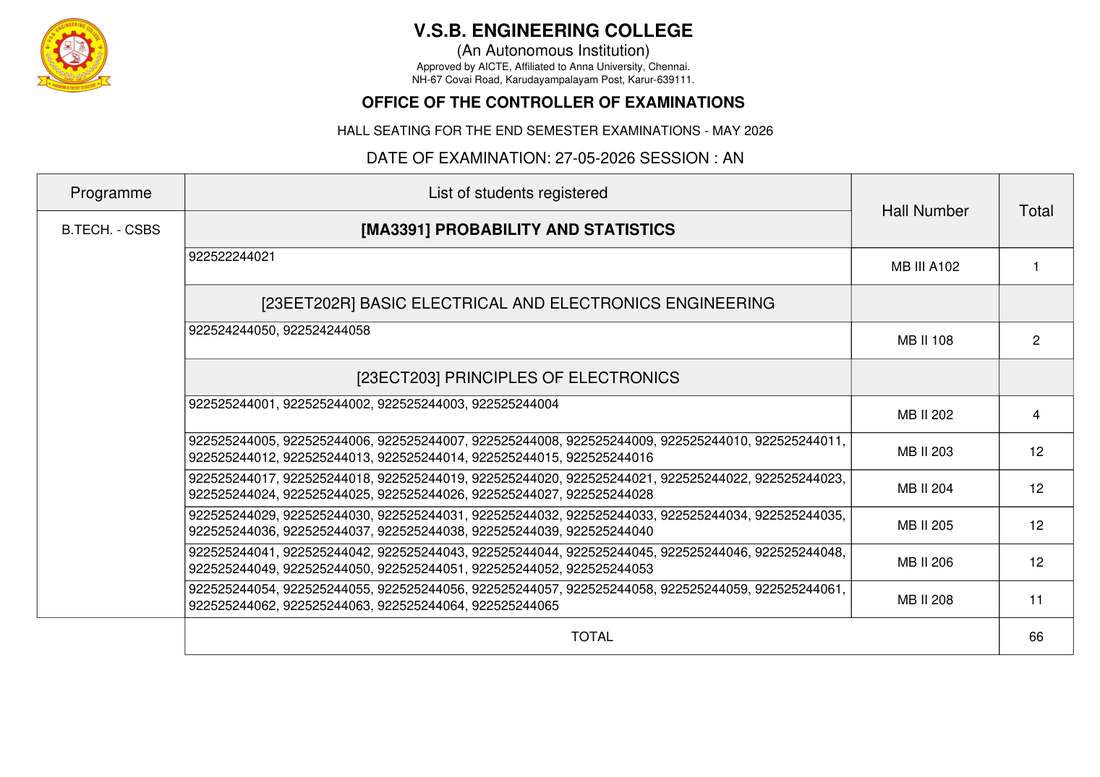 V.S.B. ENGINEERING COLLEGE
(An Autonomous Institution)
Approved by AICTE, Affiliated to Anna University, Chennai.
NH-67 Covai Road, Karudayampalayam Post, Karur-639111.
OFFICE OF THE CONTROLLER OF EXAMINATIONS
HALL SEATING FOR THE END SEMESTER EXAMINATIONS - MAY 2026
DATE OF EXAMINATION: 27-05-2026 SESSION : AN
Programme
List of students registered
Hall Number
Total
B.TECH. - CSBS
[MA3391] PROBABILITY AND STATISTICS
922522244021
MB III A102
1
[23EET202R] BASIC ELECTRICAL AND ELECTRONICS ENGINEERING
922524244050, 922524244058
MB II 108
2
[23ECT203] PRINCIPLES OF ELECTRONICS
922525244001, 922525244002, 922525244003, 922525244004
MB II 202
4
922525244005, 922525244006, 922525244007, 922525244008, 922525244009, 922525244010, 922525244011,
922525244012, 922525244013, 922525244014, 922525244015, 922525244016
MB II 203
12
922525244017, 922525244018, 922525244019, 922525244020, 922525244021, 922525244022, 922525244023,
922525244024, 922525244025, 922525244026, 922525244027, 922525244028
MB II 204
12
922525244029, 922525244030, 922525244031, 922525244032, 922525244033, 922525244034, 922525244035,
922525244036, 922525244037, 922525244038, 922525244039, 922525244040
MB II 205
12
922525244041, 922525244042, 922525244043, 922525244044, 922525244045, 922525244046, 922525244048,
922525244049, 922525244050, 922525244051, 922525244052, 922525244053
MB II 206
12
922525244054, 922525244055, 922525244056, 922525244057, 922525244058, 922525244059, 922525244061,
922525244062, 922525244063, 922525244064, 922525244065
MB II 208
11
TOTAL
66